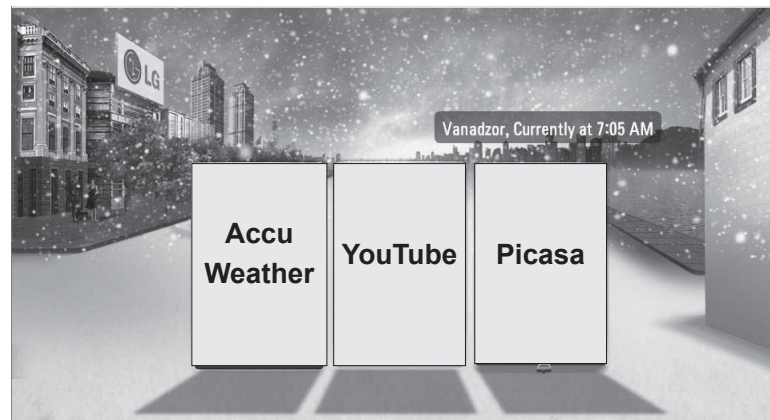 LG
Vanadzor, Currently at 7:05 AM
Accu
Weather
YouTube
Picasa